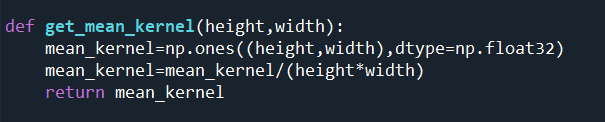 def get_mean_kernel(height,width):
    mean_kernel=np.ones((height,width),dtype=np.float32)
    mean_kernel=mean_kernel/(height*width)
    return mean_kernel